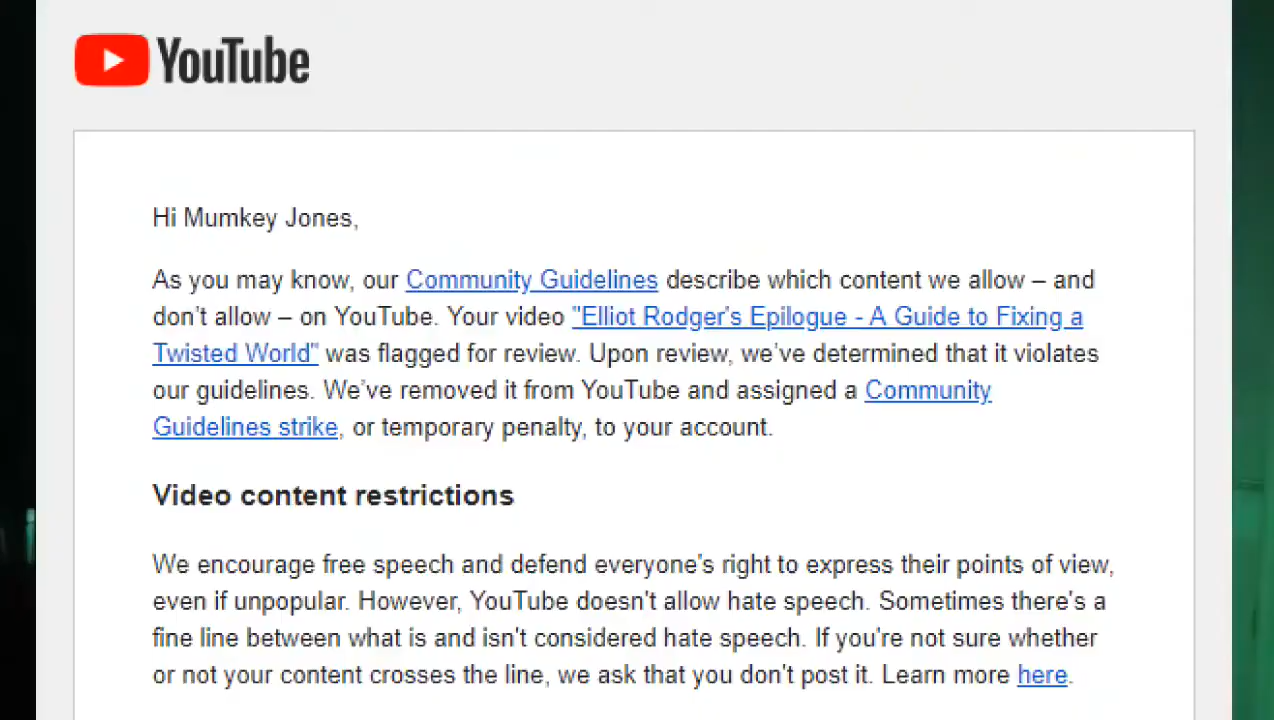 YouTube
Hi Mumkey Jones,
As you may know, our Community Guidelines describe which content we allow – and
don't allow – on YouTube. Your video "Elliot Rodger's Epilogue - A Guide to Fixing a
Twisted World" was flagged for review. Upon review, we've determined that it violates
our guidelines. We've removed it from YouTube and assigned a Community
Guidelines strike, or temporary penalty, to your account.
Video content restrictions
We encourage free speech and defend everyone's right to express their points of view,
even if unpopular. However, YouTube doesn't allow hate speech. Sometimes there's a
fine line between what is and isn't considered hate speech. If you're not sure whether
or not your content crosses the line, we ask that you don't post it. Learn more here.